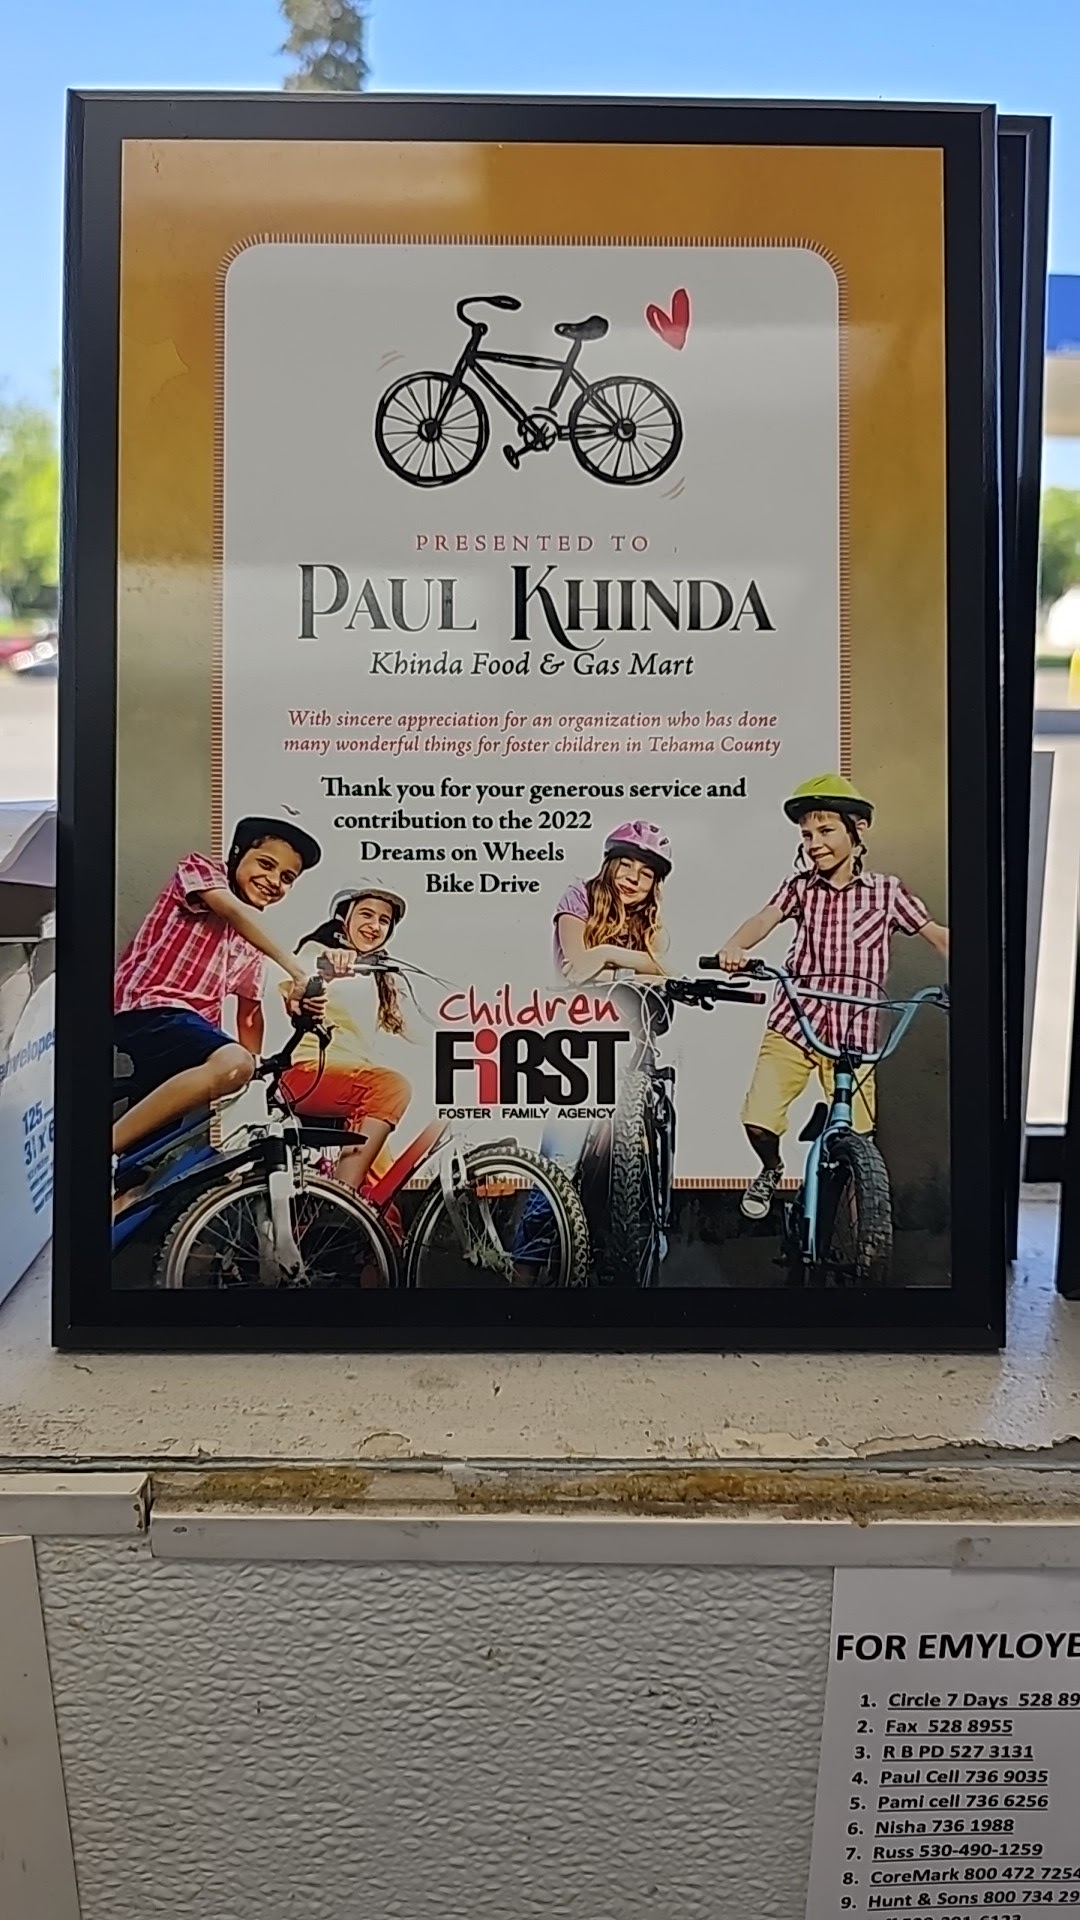 PRESENTED TO
PAUL KHINDA
Khinda Food & Gas Mart
With sincere appreciation for an organization who has done
many wonderful things for foster children in Tehama County
Thank you for your generous service and
contribution to the 2022
Dreams on Wheels
Bike Drive
Children
FiRST
FOSTER FAMILY AGENCY
envelopes
125
FOR EMYLOYE
1. Circle 7 Days 528 89
2. Fax 528 8955
3. R B PD 527 3131
4. Paul Cell 736 9035
5. Pami cell 736 6256
6. Nisha 736 1988
7. Russ 530-490-1259
8. CoreMark 800 472 7254
9. Hunt & Sons 800 734 29